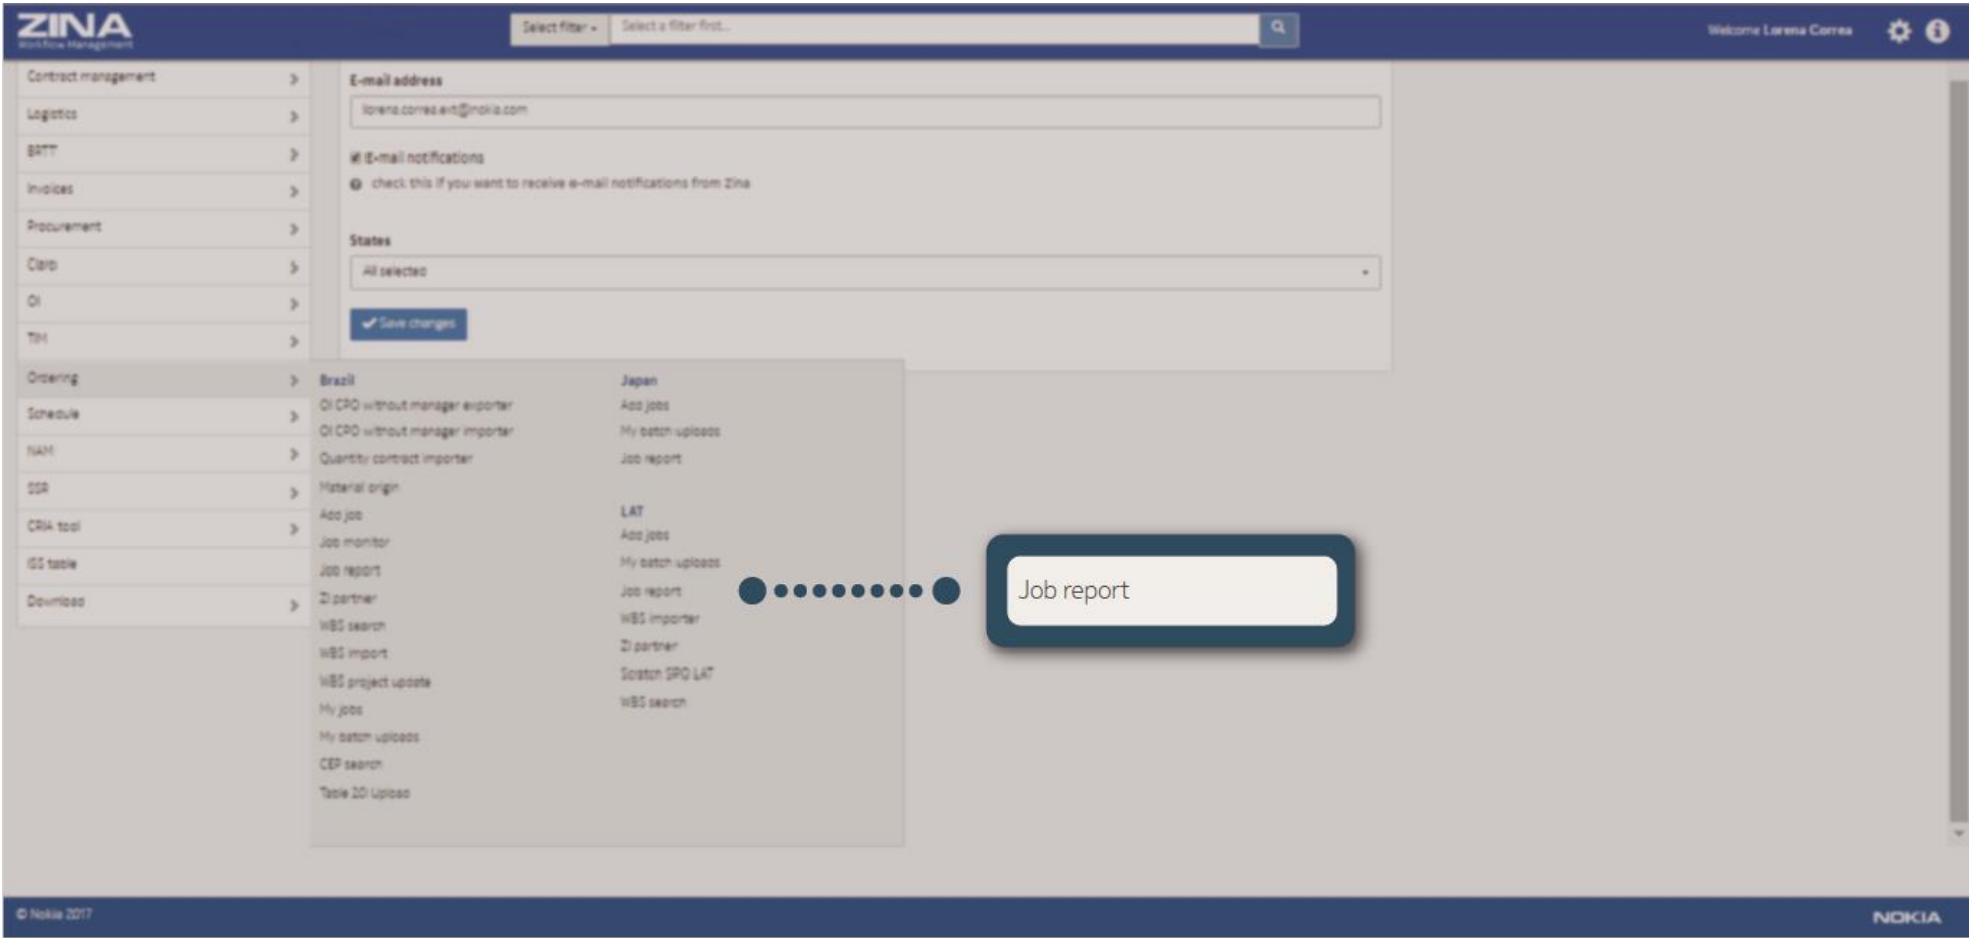 ZINA
Workflow Management
Select filter
Select a filter first...
Welcome Lorena Correa
Contract management
Logistics
BRTT
Invoices
Procurement
Claro
OI
TIM
Ordering
Schedule
NAM
SSR
CRIA tool
ISS table
Download
E-mail address
lorena.correa.ext@nokia.com
E-mail notifications
check this if you want to receive e-mail notifications from Zina
States
All selected
Save changes
Brazil
OI CPO without manager exporter
OI CPO without manager importer
Quantity contract importer
Material origin
Add job
Job monitor
Job report
ZI partner
WBS search
WBS import
WBS project update
My jobs
My batch uploads
CEP search
Table 2D Upload
Japan
Add jobs
My batch uploads
Job report
LAT
Add jobs
My batch uploads
Job report
WBS importer
ZI partner
Scratch SPO LAT
WBS search
Job report
© Nokia 2017
NOKIA